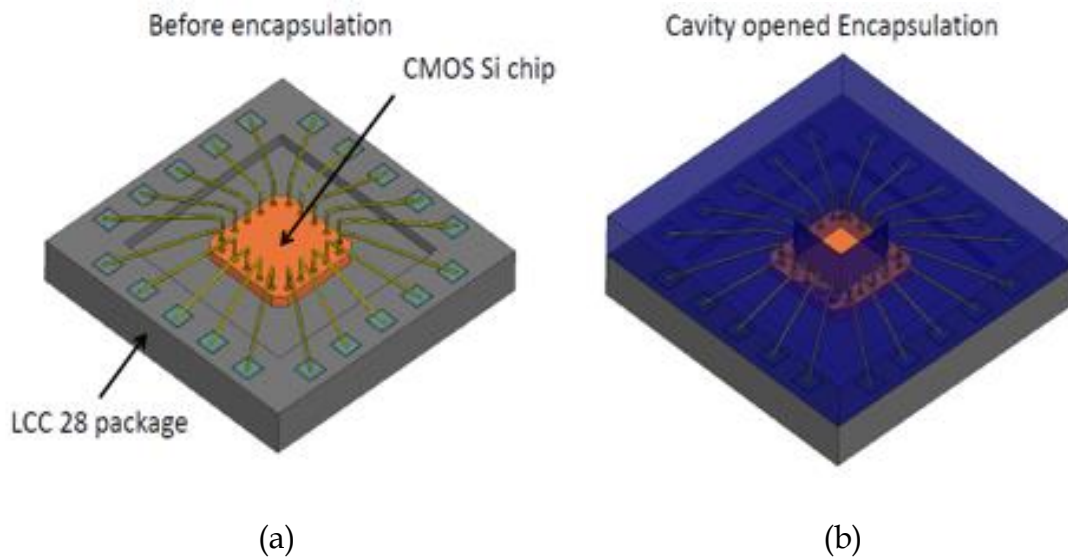 Before encapsulation
Cavity opened Encapsulation
CMOS Si chip
LCC 28 package
(a)
(b)